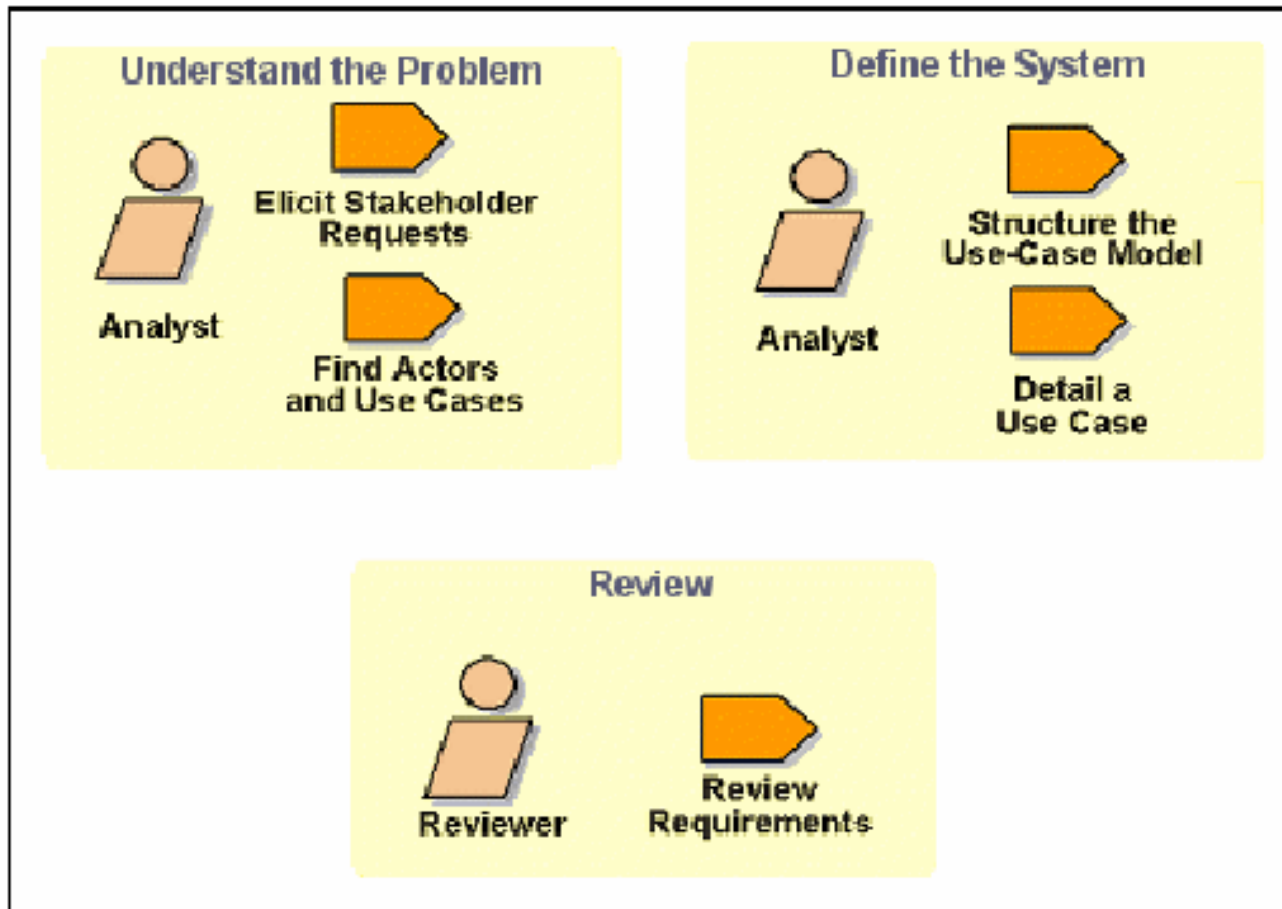 Understand the Problem
Elicit Stakeholder
Requests
Analyst
Find Actors
and Use Cases
Define the System
Structure the
Use-Case Model
Analyst
Detail a
Use Case
Review
Reviewer
Review
Requirements